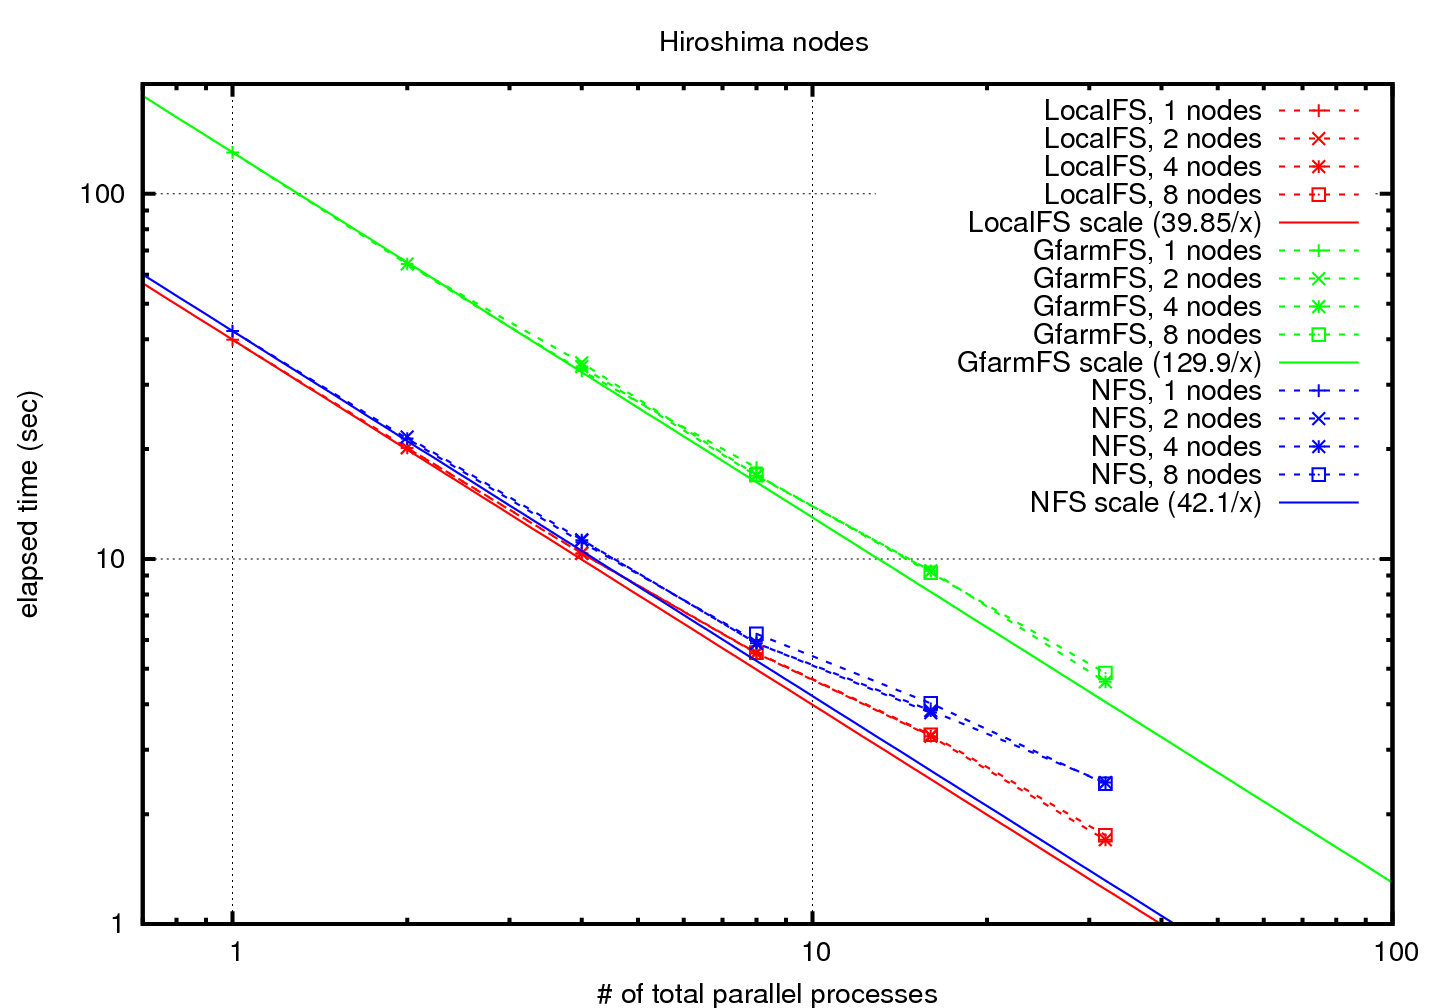 Hiroshima nodes
LocalFS, 1 nodes
LocalFS, 2 nodes
LocalFS, 4 nodes
LocalFS, 8 nodes
LocalFS scale (39.85/x)
GfarmFS, 1 nodes
GfarmFS, 2 nodes
GfarmFS, 4 nodes
GfarmFS, 8 nodes
GfarmFS scale (129.9/x)
NFS, 1 nodes
NFS, 2 nodes
NFS, 4 nodes
NFS, 8 nodes
NFS scale (42.1/x)
100
10
1
elapsed time (sec)
1 10 100
# of total parallel processes